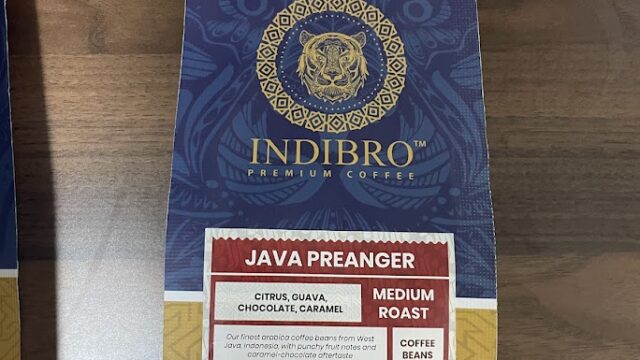 INDIBRO™
PREMIUM COFFEE
JAVA PREANGER
CITRUS, GUAVA,
CHOCOLATE, CARAMEL
MEDIUM
ROAST
Our finest arabica coffee beans from West
Java, Indonesia, with punchy fruit notes and
caramel-chocolate aftertaste
COFFEE
BEANS